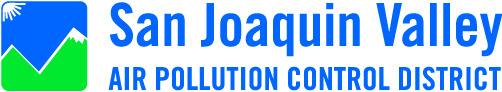 San Joaquin Valley
AIR POLLUTION CONTROL DISTRICT